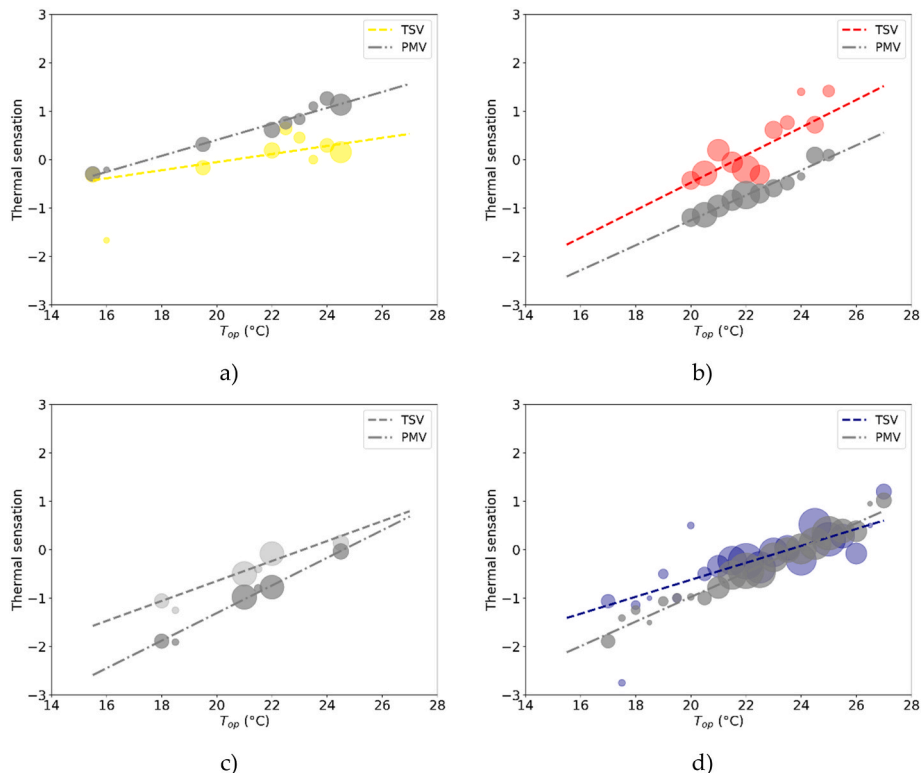 3
2
1
0
−1
−2
−3
14 16 18 20 22 24 26 28
Thermal sensation
Top (°C)
TSV
PMV
a)
3
2
1
0
−1
−2
−3
14 16 18 20 22 24 26 28
Thermal sensation
Top (°C)
TSV
PMV
b)
3
2
1
0
−1
−2
−3
14 16 18 20 22 24 26 28
Thermal sensation
Top (°C)
TSV
PMV
c)
3
2
1
0
−1
−2
−3
14 16 18 20 22 24 26 28
Thermal sensation
Top (°C)
TSV
PMV
d)